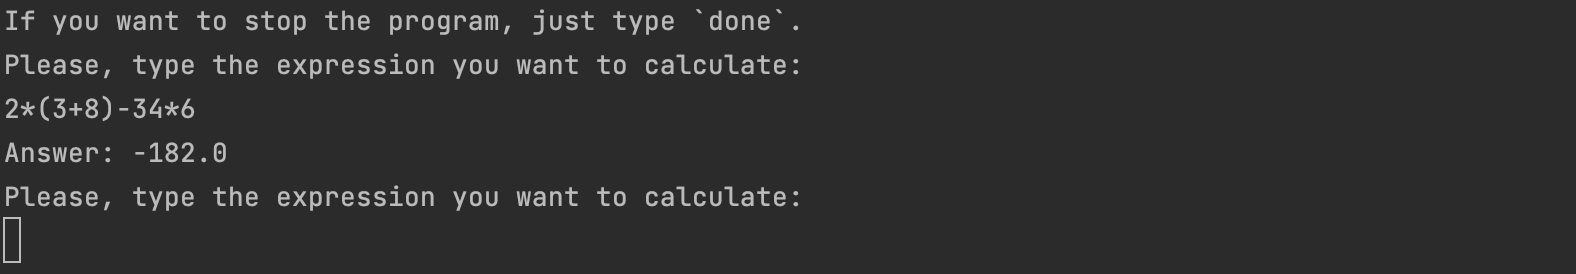 If you want to stop the program, just type `done`.
Please, type the expression you want to calculate:
2*(3+8)-34*6
Answer: -182.0
Please, type the expression you want to calculate: